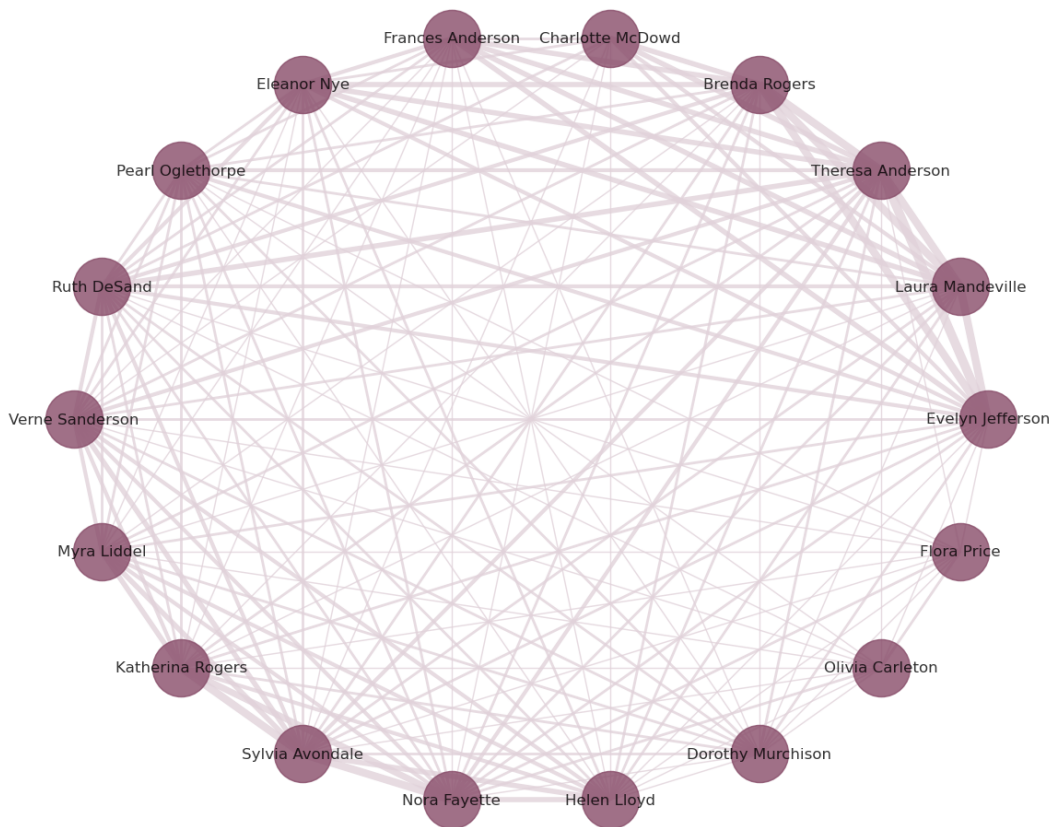 Frances Anderson
Charlotte McDowd
Eleanor Nye
Brenda Rogers
Pearl Oglethorpe
Theresa Anderson
Ruth DeSand
Laura Mandeville
Verne Sanderson
Evelyn Jefferson
Myra Liddel
Flora Price
Katherina Rogers
Olivia Carleton
Sylvia Avondale
Dorothy Murchison
Nora Fayette
Helen Lloyd